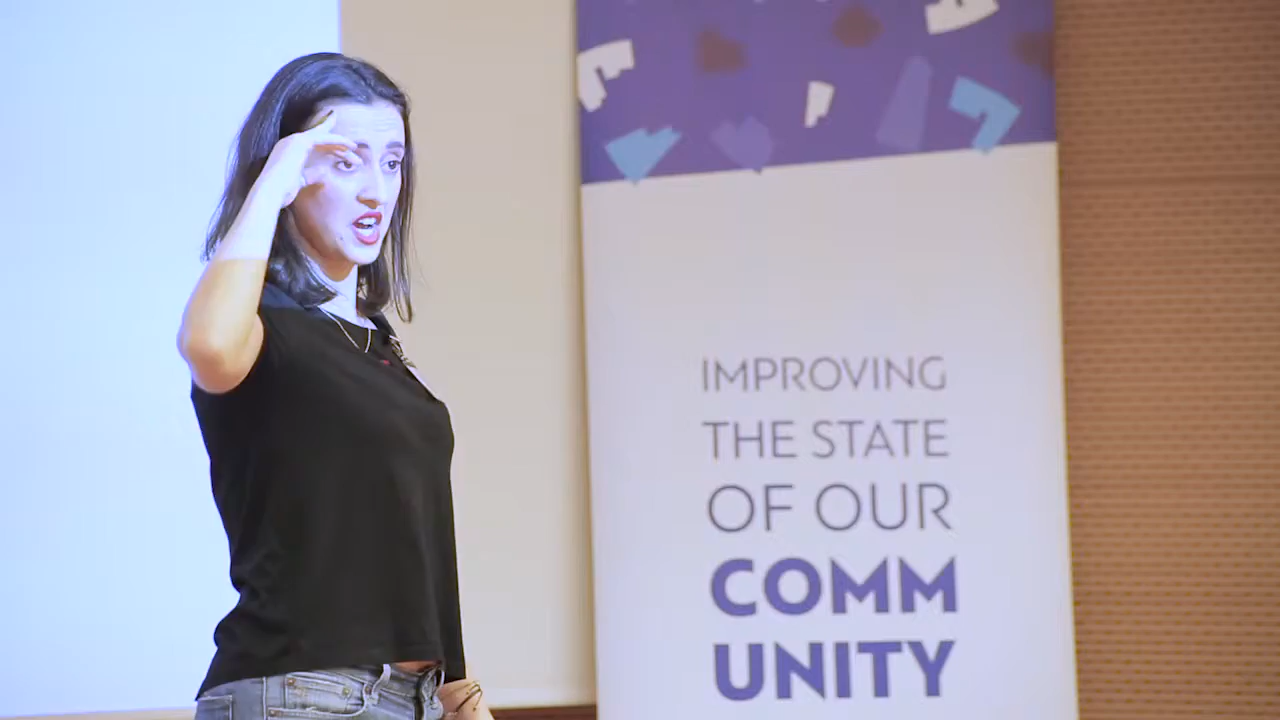 IMPROVING
THE STATE
OF OUR
COMM
UNITY